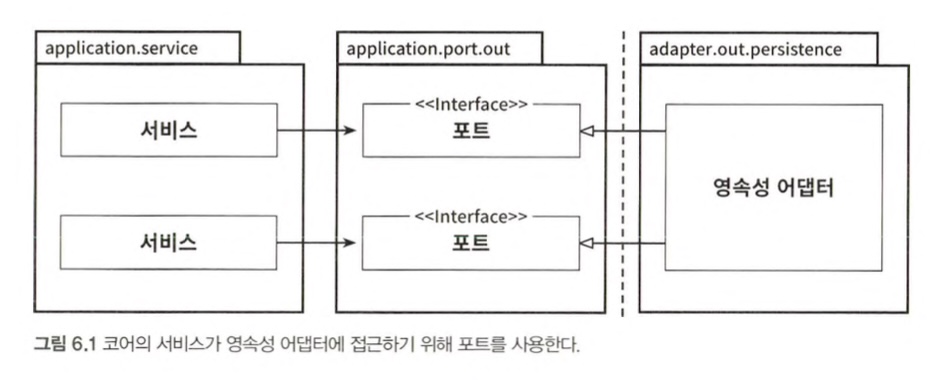 application.service
application.port.out
adapter.out.persistence
서비스
<<Interface>>
포트
영속성 어댑터
서비스
<<Interface>>
포트
그림 6.1 코어의 서비스가 영속성 어댑터에 접근하기 위해 포트를 사용한다.